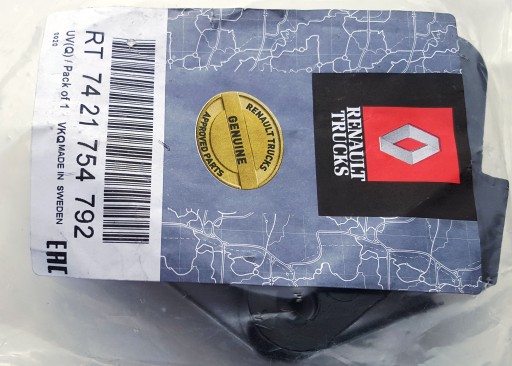 RT 74 21 754 792
UV(Q) / Pack of 1 VKQ MADE IN SWEDEN
EAC
RENAULT TRUCKS
GENUINE
APPROVED PARTS
RENAULT
TRUCKS